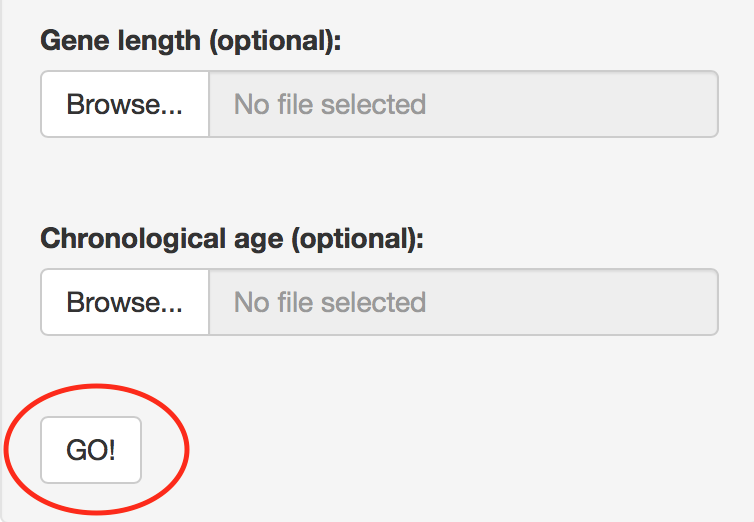 Gene length (optional):
Browse... No file selected
Chronological age (optional):
Browse... No file selected
GO!